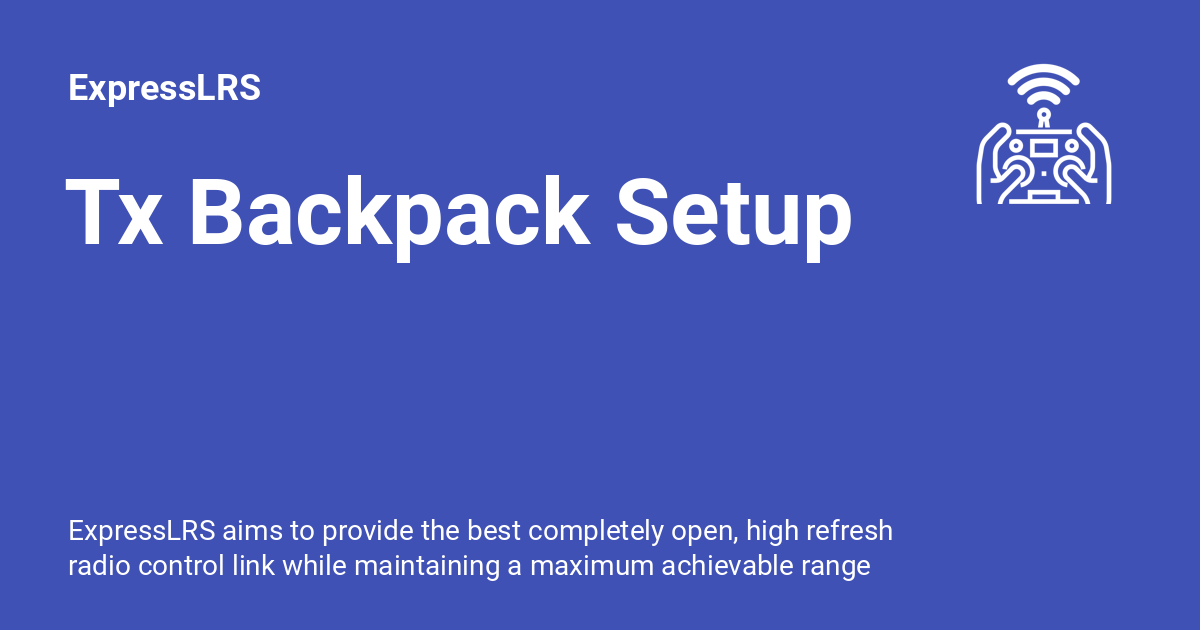 ExpressLRS
Tx Backpack Setup
ExpressLRS aims to provide the best completely open, high refresh
radio control link while maintaining a maximum achievable range